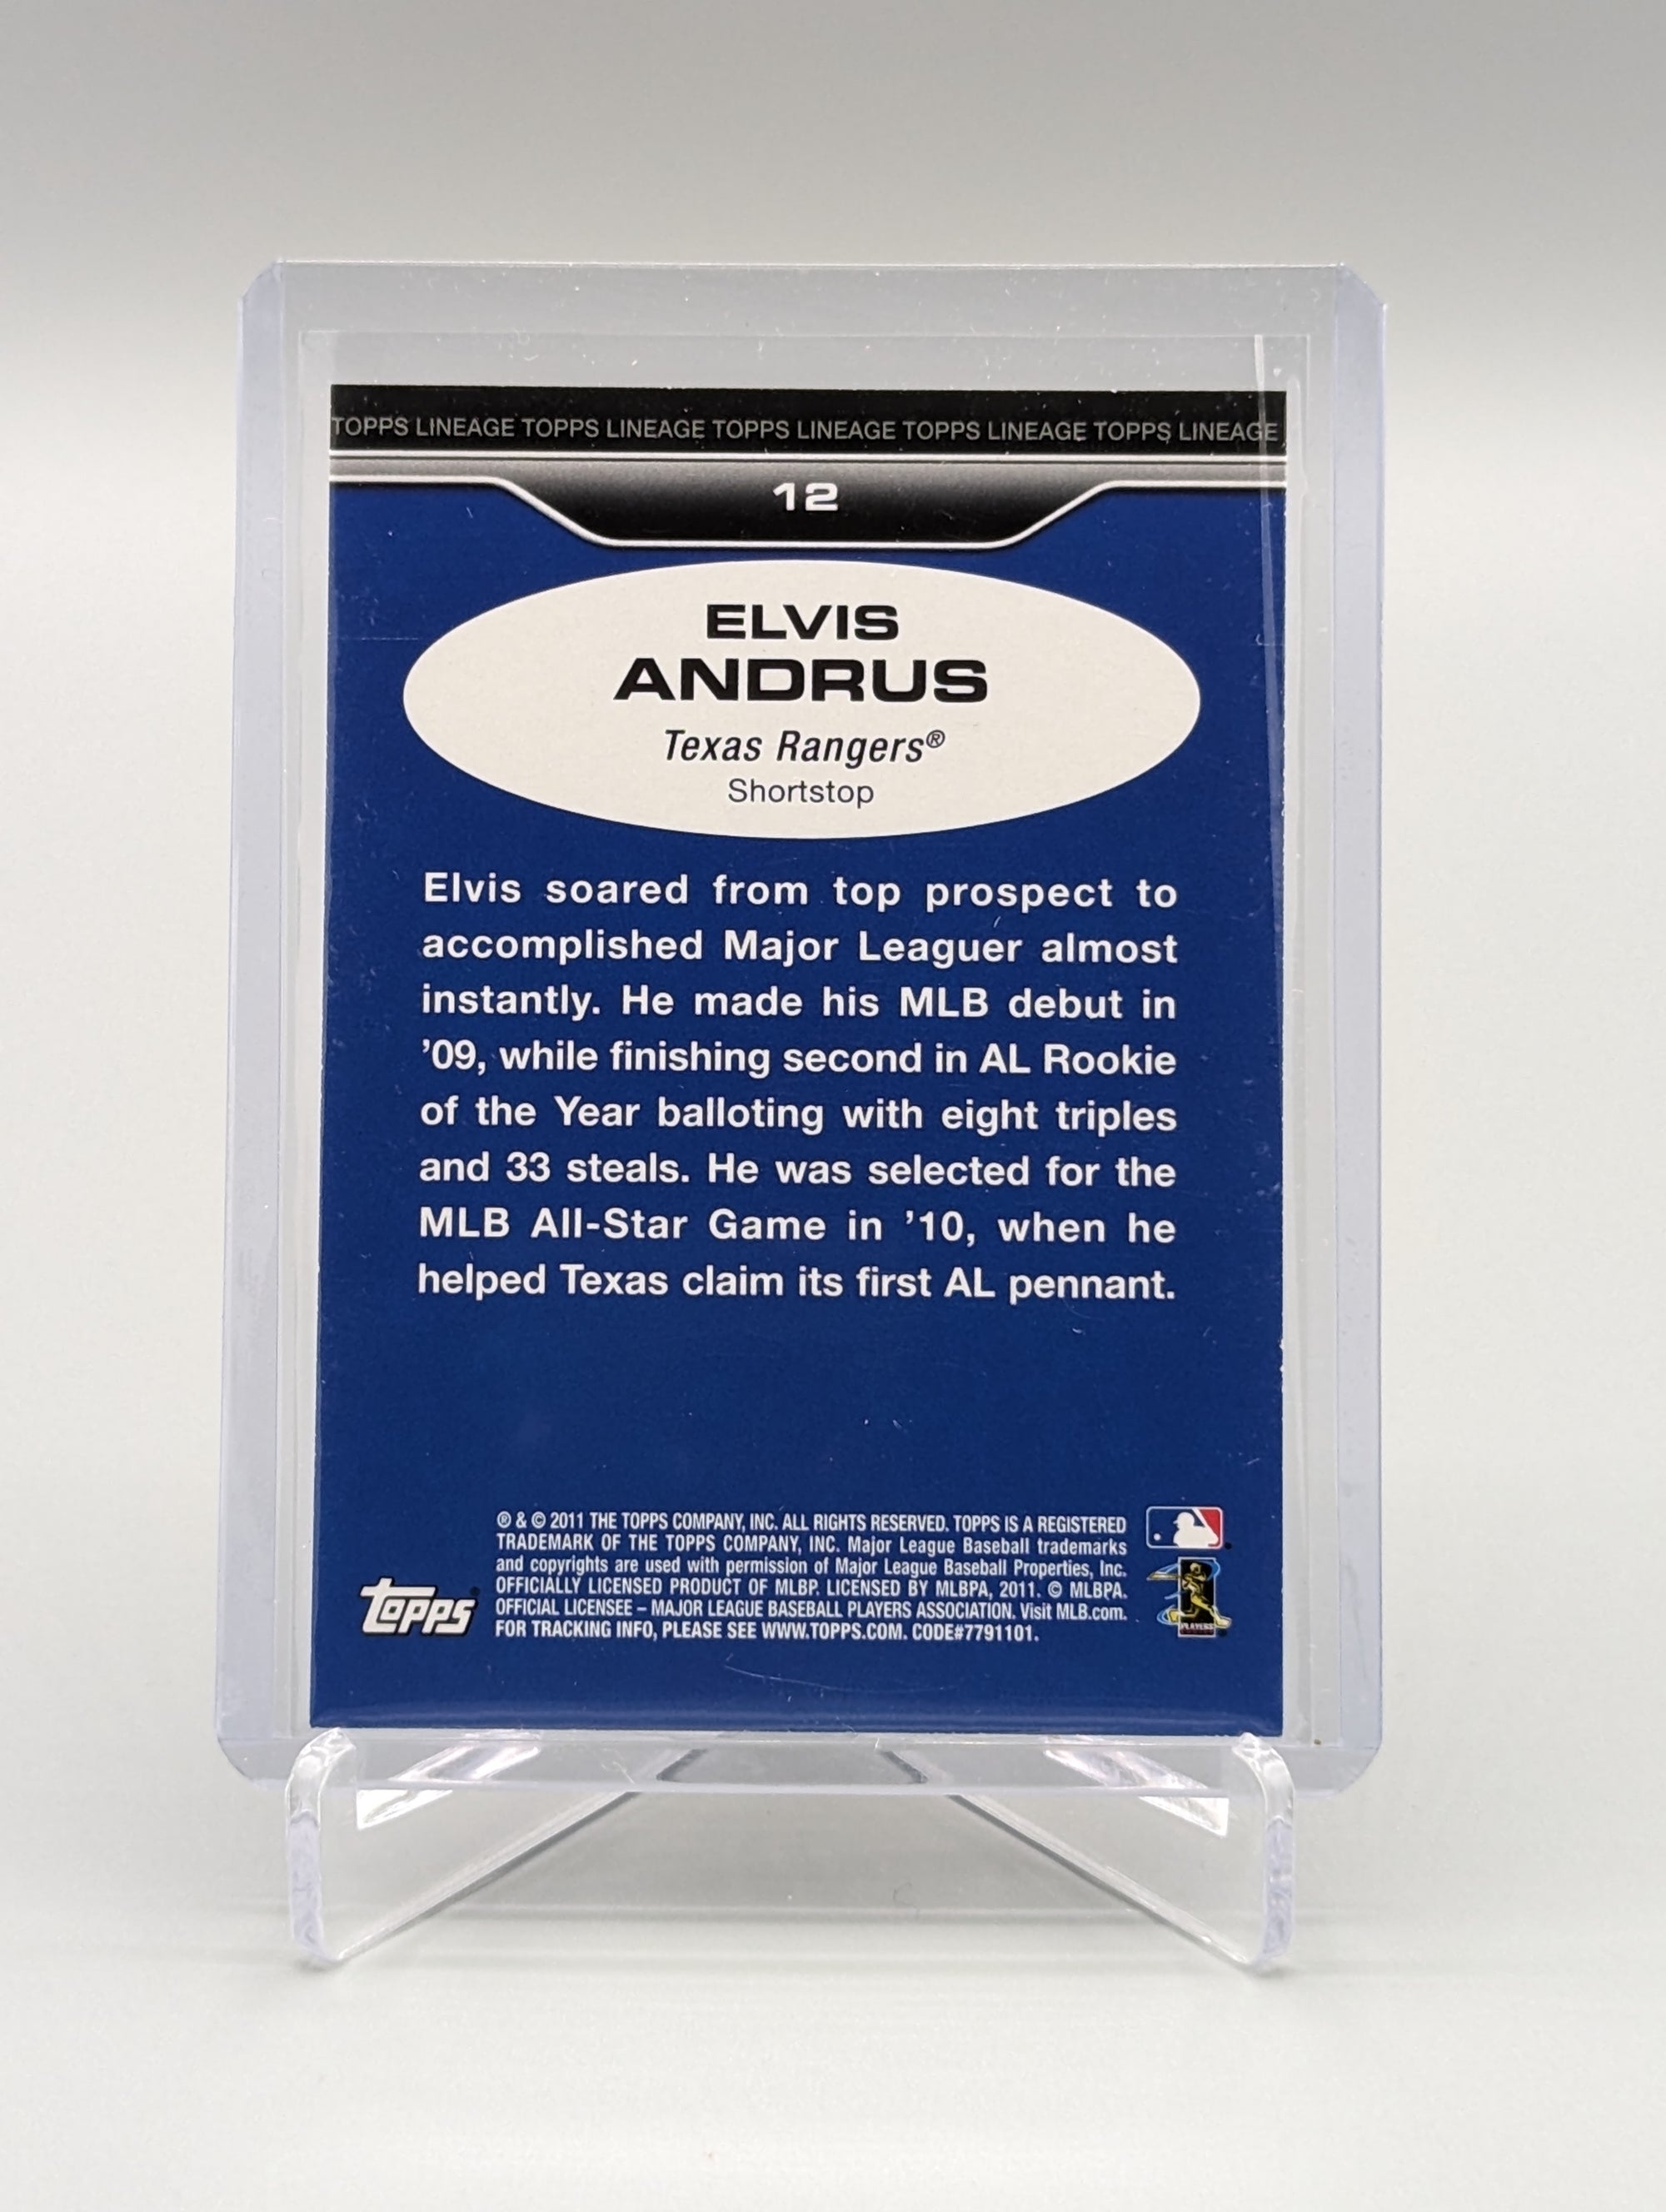 TOPPS LINEAGE TOPPS LINEAGE TOPPS LINEAGE TOPPS LINEAGE TOPPS LINEAGE
12
ELVIS
ANDRUS
Texas Rangers®
Shortstop
Elvis soared from top prospect to
accomplished Major Leaguer almost
instantly. He made his MLB debut in
’09, while finishing second in AL Rookie
of the Year balloting with eight triples
and 33 steals. He was selected for the
MLB All-Star Game in ’10, when he
helped Texas claim its first AL pennant.
® & © 2011 THE TOPPS COMPANY, INC. ALL RIGHTS RESERVED. TOPPS IS A REGISTERED
TRADEMARK OF THE TOPPS COMPANY, INC. Major League Baseball trademarks
and copyrights are used with permission of Major League Baseball Properties, Inc.
OFFICIALLY LICENSED PRODUCT OF MLBP. LICENSED BY MLBPA, 2011. © MLBPA.
OFFICIAL LICENSEE – MAJOR LEAGUE BASEBALL PLAYERS ASSOCIATION. Visit MLB.com.
FOR TRACKING INFO, PLEASE SEE WWW.TOPPS.COM. CODE#7791101.
Topps®
PLAYERS